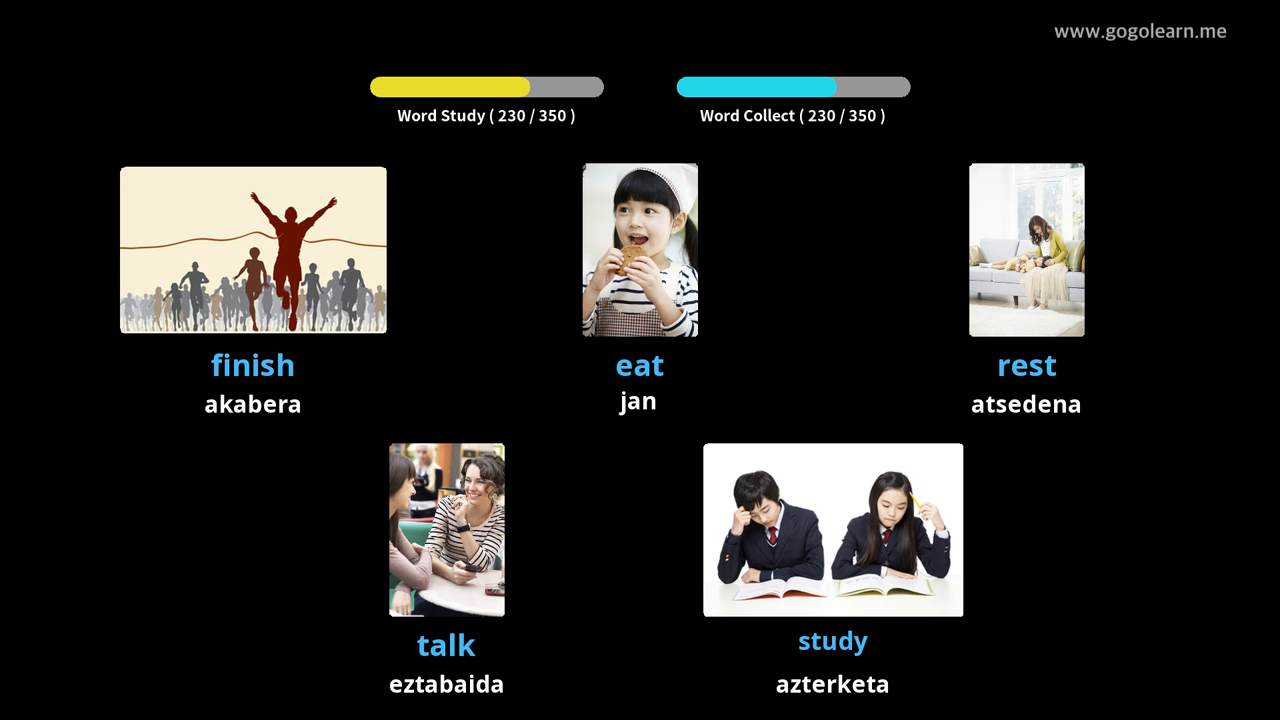 www.gogolearn.me
Word Study ( 230 / 350 )
Word Collect ( 230 / 350 )
finish
akabera
eat
jan
rest
atsedena
talk
eztabaida
study
azterketa